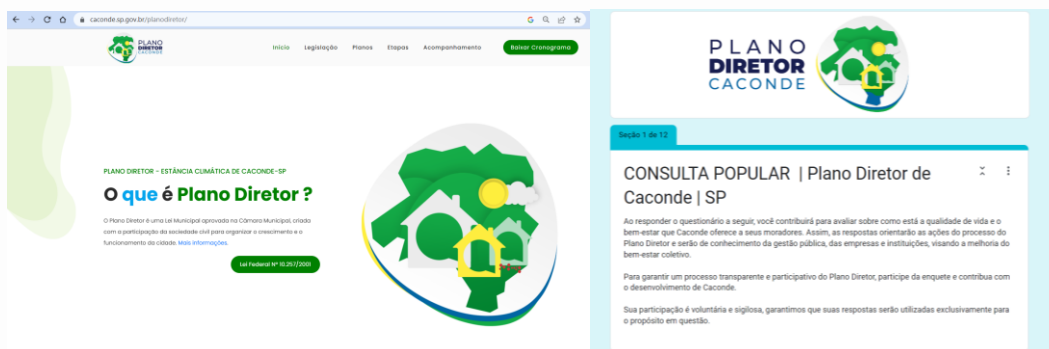 caconde.sp.gov.br/planodiretor/
PLANO
DIRETOR
CACONDE
Início Legislação Planos Etapas Acompanhamento Baixar Cronograma
PLANO DIRETOR - ESTÂNCIA CLIMÁTICA DE CACONDE-SP
O que é Plano Diretor ?
O Plano Diretor é uma Lei Municipal aprovada na Câmara Municipal, criada
com a participação da sociedade civil para organizar o crescimento e o
funcionamento da cidade. Mais informações.
Lei Federal Nº 10.257/2001
PLANO
DIRETOR
CACONDE
Seção 1 de 12
CONSULTA POPULAR | Plano Diretor de
Caconde | SP
Ao responder o questionário a seguir, você contribuirá para avaliar sobre como está a qualidade de vida e o
bem-estar que Caconde oferece a seus moradores. Assim, as respostas orientarão as ações do processo do
Plano Diretor e serão de conhecimento da gestão pública, das empresas e instituições, visando a melhoria do
bem-estar coletivo.
Para garantir um processo transparente e participativo do Plano Diretor, participe da enquete e contribua com
o desenvolvimento de Caconde.
Sua participação é voluntária e sigilosa, garantimos que suas respostas serão utilizadas exclusivamente para
o propósito em questão.